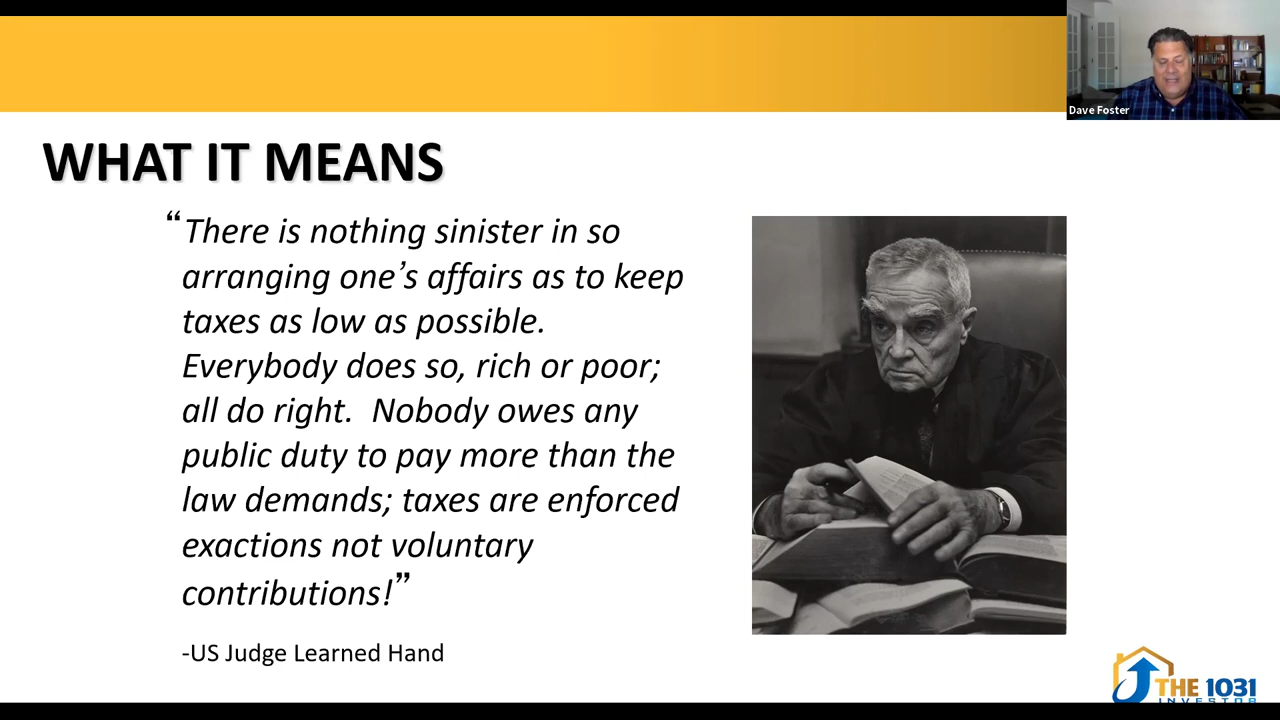 Dave Foster
WHAT IT MEANS
“There is nothing sinister in so
arranging one’s affairs as to keep
taxes as low as possible.
Everybody does so, rich or poor;
all do right.  Nobody owes any
public duty to pay more than the
law demands; taxes are enforced
exactions not voluntary
contributions!”
-US Judge Learned Hand
THE 1031
INVESTOR